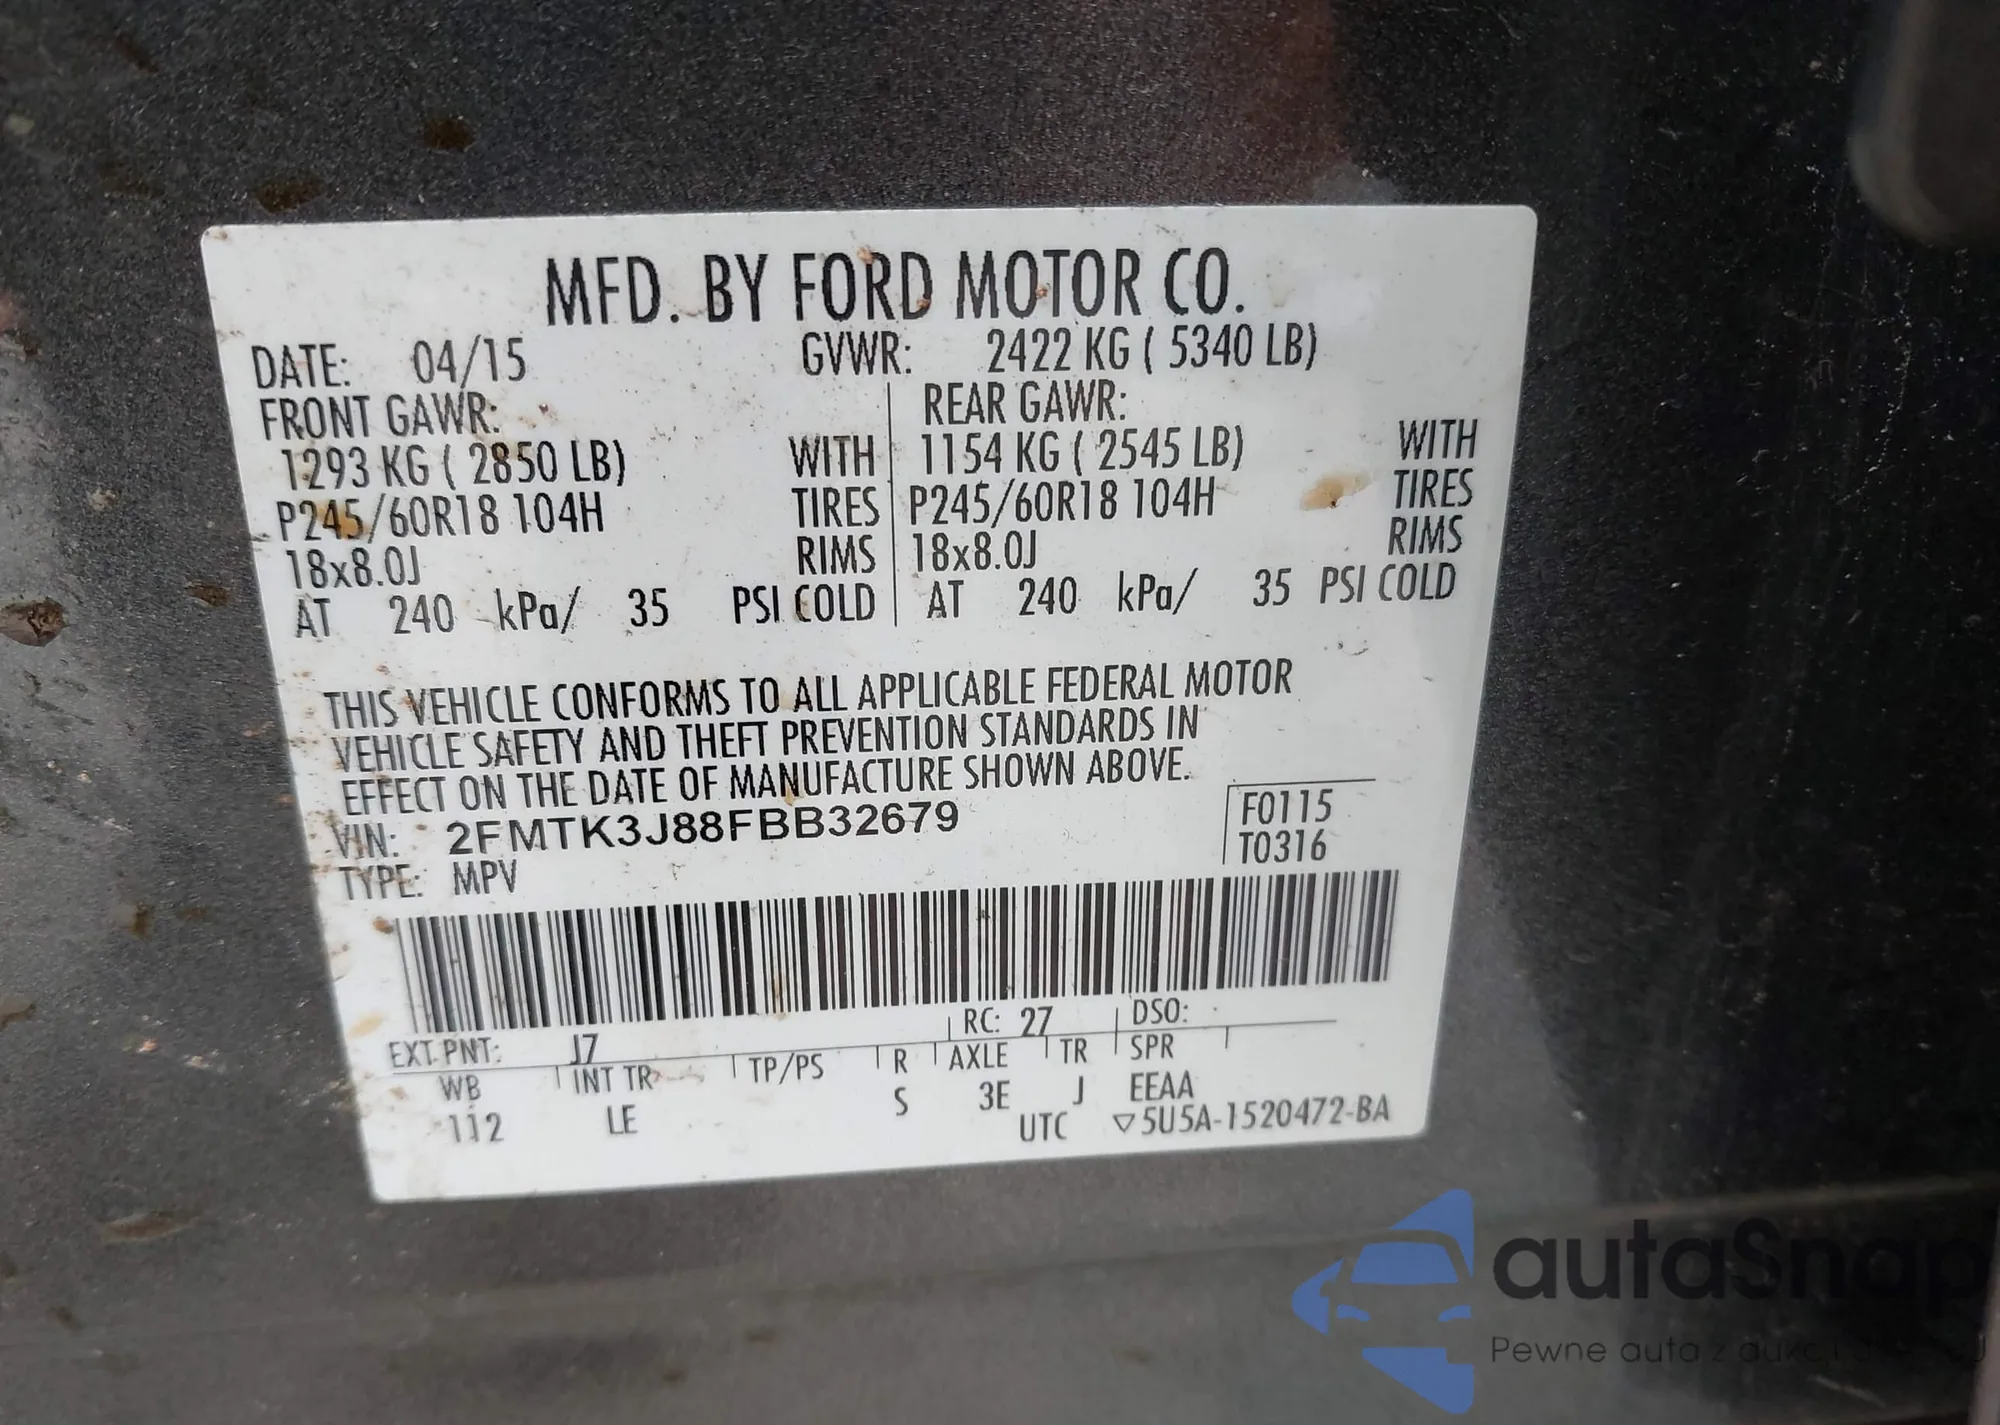 MFD. BY FORD MOTOR CO.
DATE: 04/15 GVWR: 2422 KG ( 5340 LB)
FRONT GAWR: REAR GAWR:
1293 KG ( 2850 LB) WITH 1154 KG ( 2545 LB) WITH
P245/60R18 104H TIRES P245/60R18 104H TIRES
18x8.0J RIMS 18x8.0J RIMS
AT 240 kPa/ 35 PSI COLD AT 240 kPa/ 35 PSI COLD
THIS VEHICLE CONFORMS TO ALL APPLICABLE FEDERAL MOTOR
VEHICLE SAFETY AND THEFT PREVENTION STANDARDS IN
EFFECT ON THE DATE OF MANUFACTURE SHOWN ABOVE.
VIN: 2FMTK3J88FBB32679 F0115
TYPE: MPV T0316
RC: 27 DSO:
EXT PNT: J7
WB INT TR TP/PS R AXLE TR SPR
112 LE S 3E J EEAA
UTC ▽5U5A-1520472-BA
autaSnap
Pewne auta z